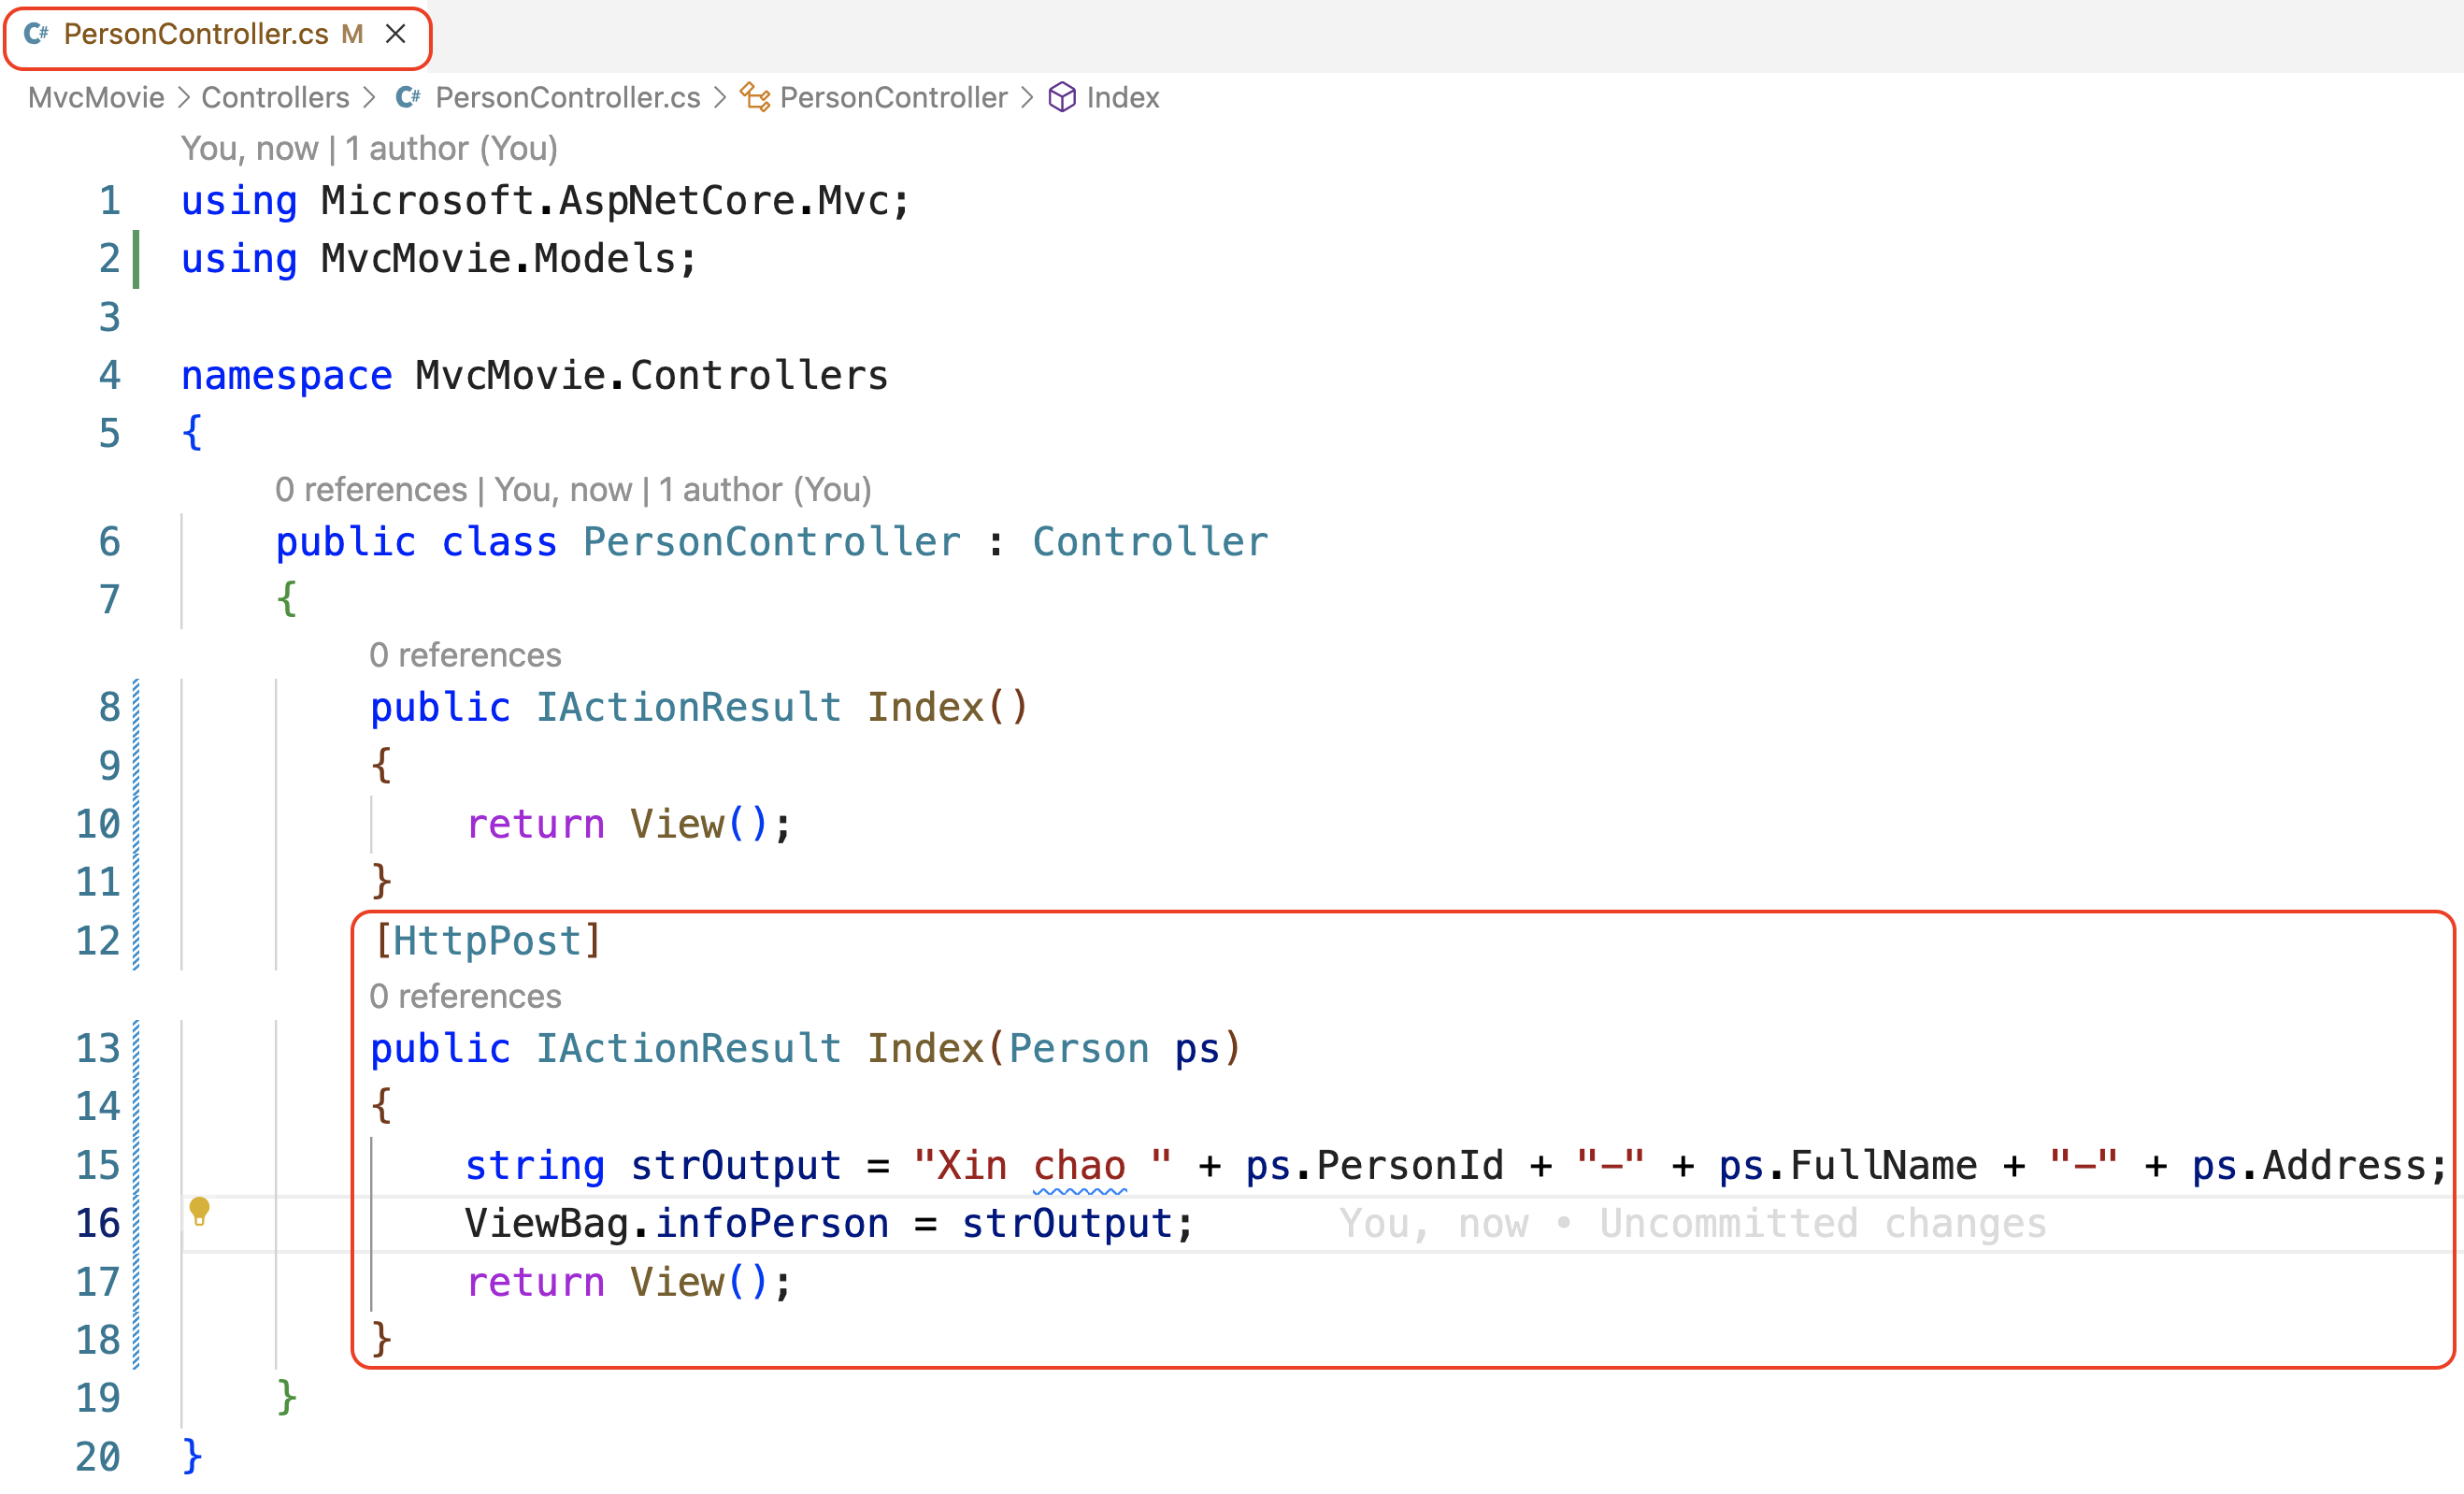 PersonController.cs M
MvcMovie > Controllers > PersonController.cs > PersonController > Index
You, now | 1 author (You)
1 using Microsoft.AspNetCore.Mvc;
2 using MvcMovie.Models;
3
4 namespace MvcMovie.Controllers
5 {
0 references | You, now | 1 author (You)
6 public class PersonController : Controller
7 {
0 references
8 public IActionResult Index()
9 {
10 return View();
11 }
12 [HttpPost]
0 references
13 public IActionResult Index(Person ps)
14 {
15 string strOutput = "Xin chao " + ps.PersonId + "-" + ps.FullName + "-" + ps.Address;
16 ViewBag.infoPerson = strOutput; You, now • Uncommitted changes
17 return View();
18 }
19 }
20 }